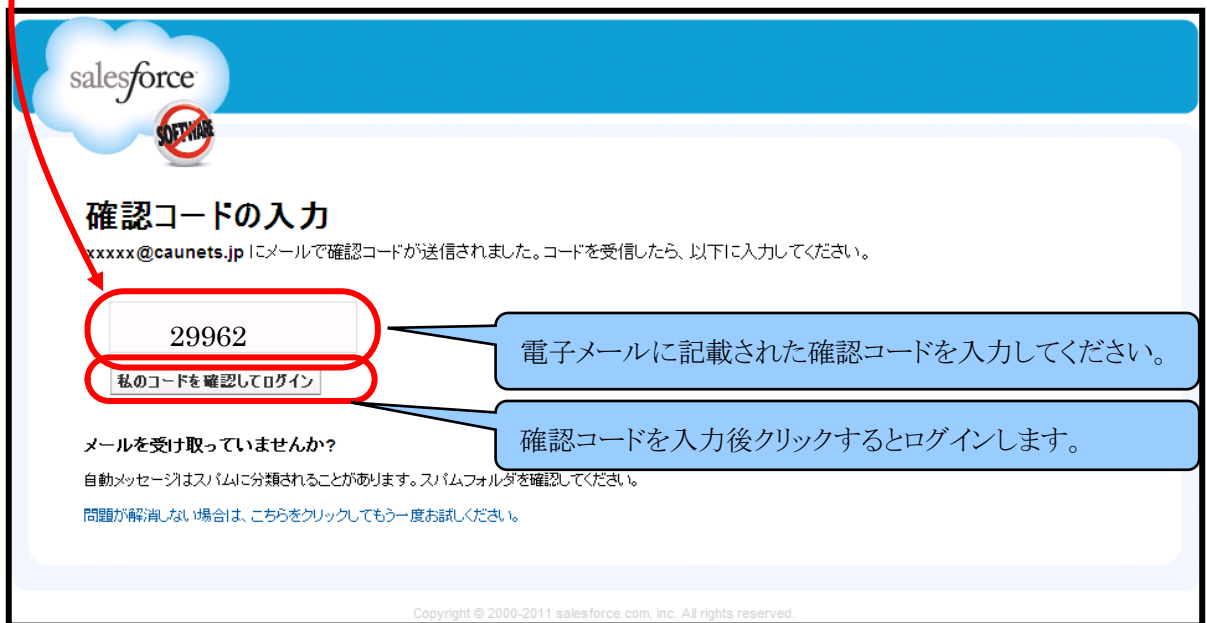 salesforce
SOFTWARE
確認コードの入力
xxxxx@caunets.jp にメールで確認コードが送信されました。コードを受信したら、以下に入力してください。
29962
電子メールに記載された確認コードを入力してください。
私のコードを確認してログイン
確認コードを入力後クリックするとログインします。
メールを受け取っていませんか?
自動メッセージはスパムに分類されることがあります。スパムフォルダを確認してください。
問題が解消しない場合は、こちらをクリックしてもう一度お試しください。
Copyright © 2000-2011 salesforce.com, inc. All rights reserved.